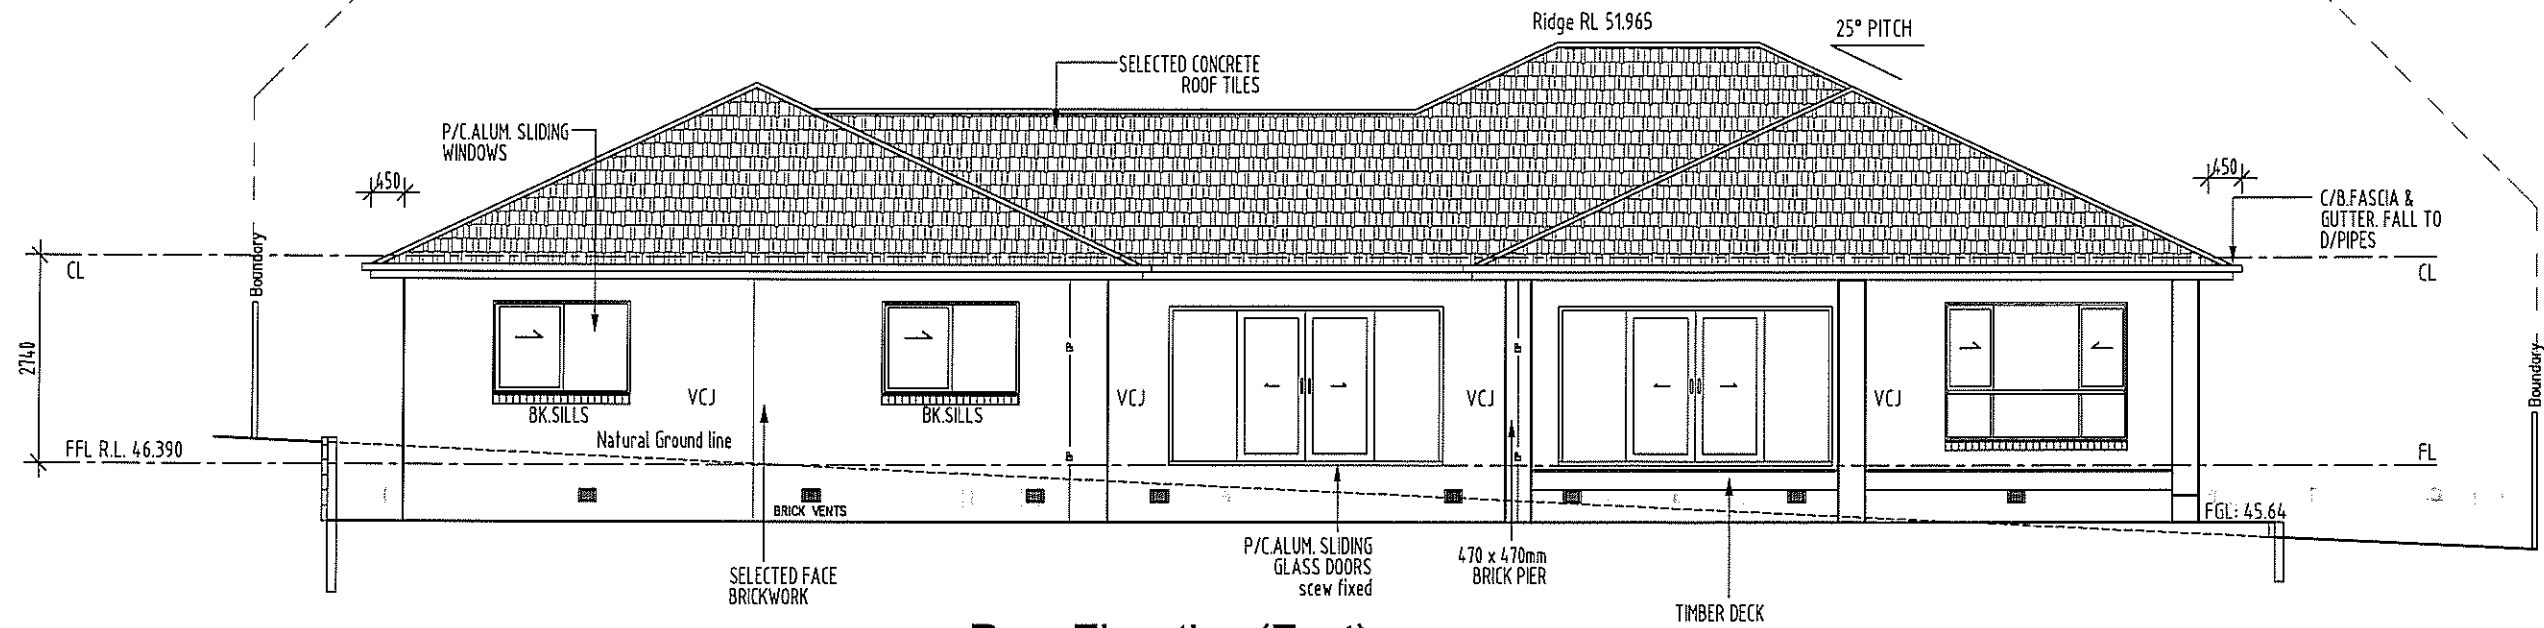 Ridge RL 51.965
25° PITCH
SELECTED CONCRETE
ROOF TILES
P/C.ALUM. SLIDING
WINDOWS
450
450
C/B.FASCIA &
GUTTER. FALL TO
D/PIPES
Boundary
CL
CL
2740
BK.SILLS
VCJ
BK.SILLS
VCJ
VCJ
VCJ
Boundary
Natural Ground line
FFL R.L. 46.390
FL
BRICK VENTS
FGL: 45.64
SELECTED FACE
BRICKWORK
P/C.ALUM. SLIDING
GLASS DOORS
scew fixed
470 x 470mm
BRICK PIER
TIMBER DECK